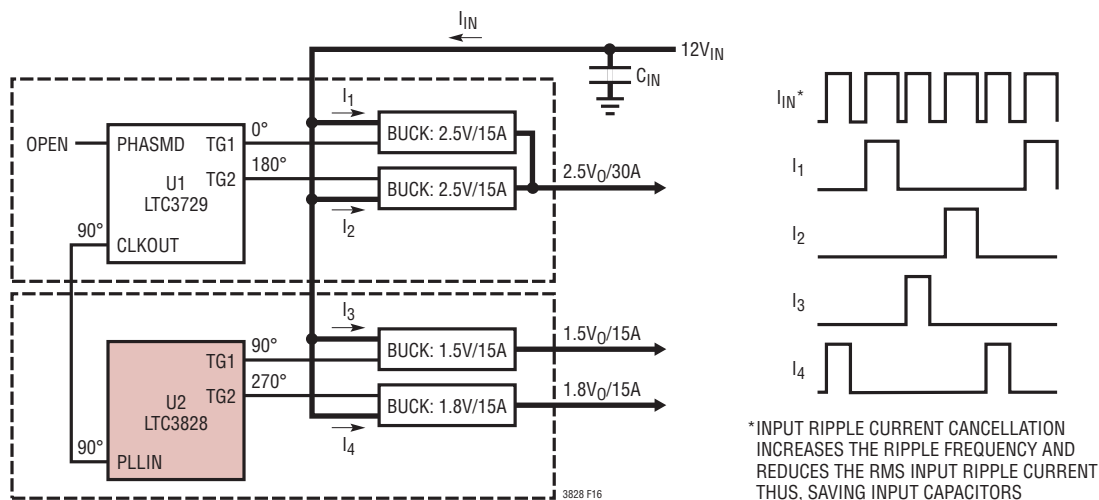 I_IN
12V_IN
C_IN
I_1
BUCK: 2.5V/15A
OPEN
PHASMD
TG1
0°
U1
LTC3729
TG2
180°
BUCK: 2.5V/15A
2.5V_O/30A
I_2
90°
CLKOUT
I_3
BUCK: 1.5V/15A
1.5V_O/15A
TG1
90°
U2
LTC3828
TG2
270°
BUCK: 1.8V/15A
1.8V_O/15A
I_4
90°
PLLIN
3828 F16
I_IN*
I_1
I_2
I_3
I_4
*INPUT RIPPLE CURRENT CANCELLATION
INCREASES THE RIPPLE FREQUENCY AND
REDUCES THE RMS INPUT RIPPLE CURRENT
THUS, SAVING INPUT CAPACITORS